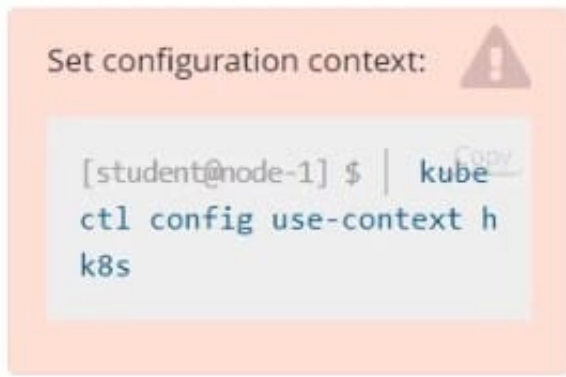 Set configuration context:
Copy
[student@node-1] $ | kube
ctl config use-context h
k8s